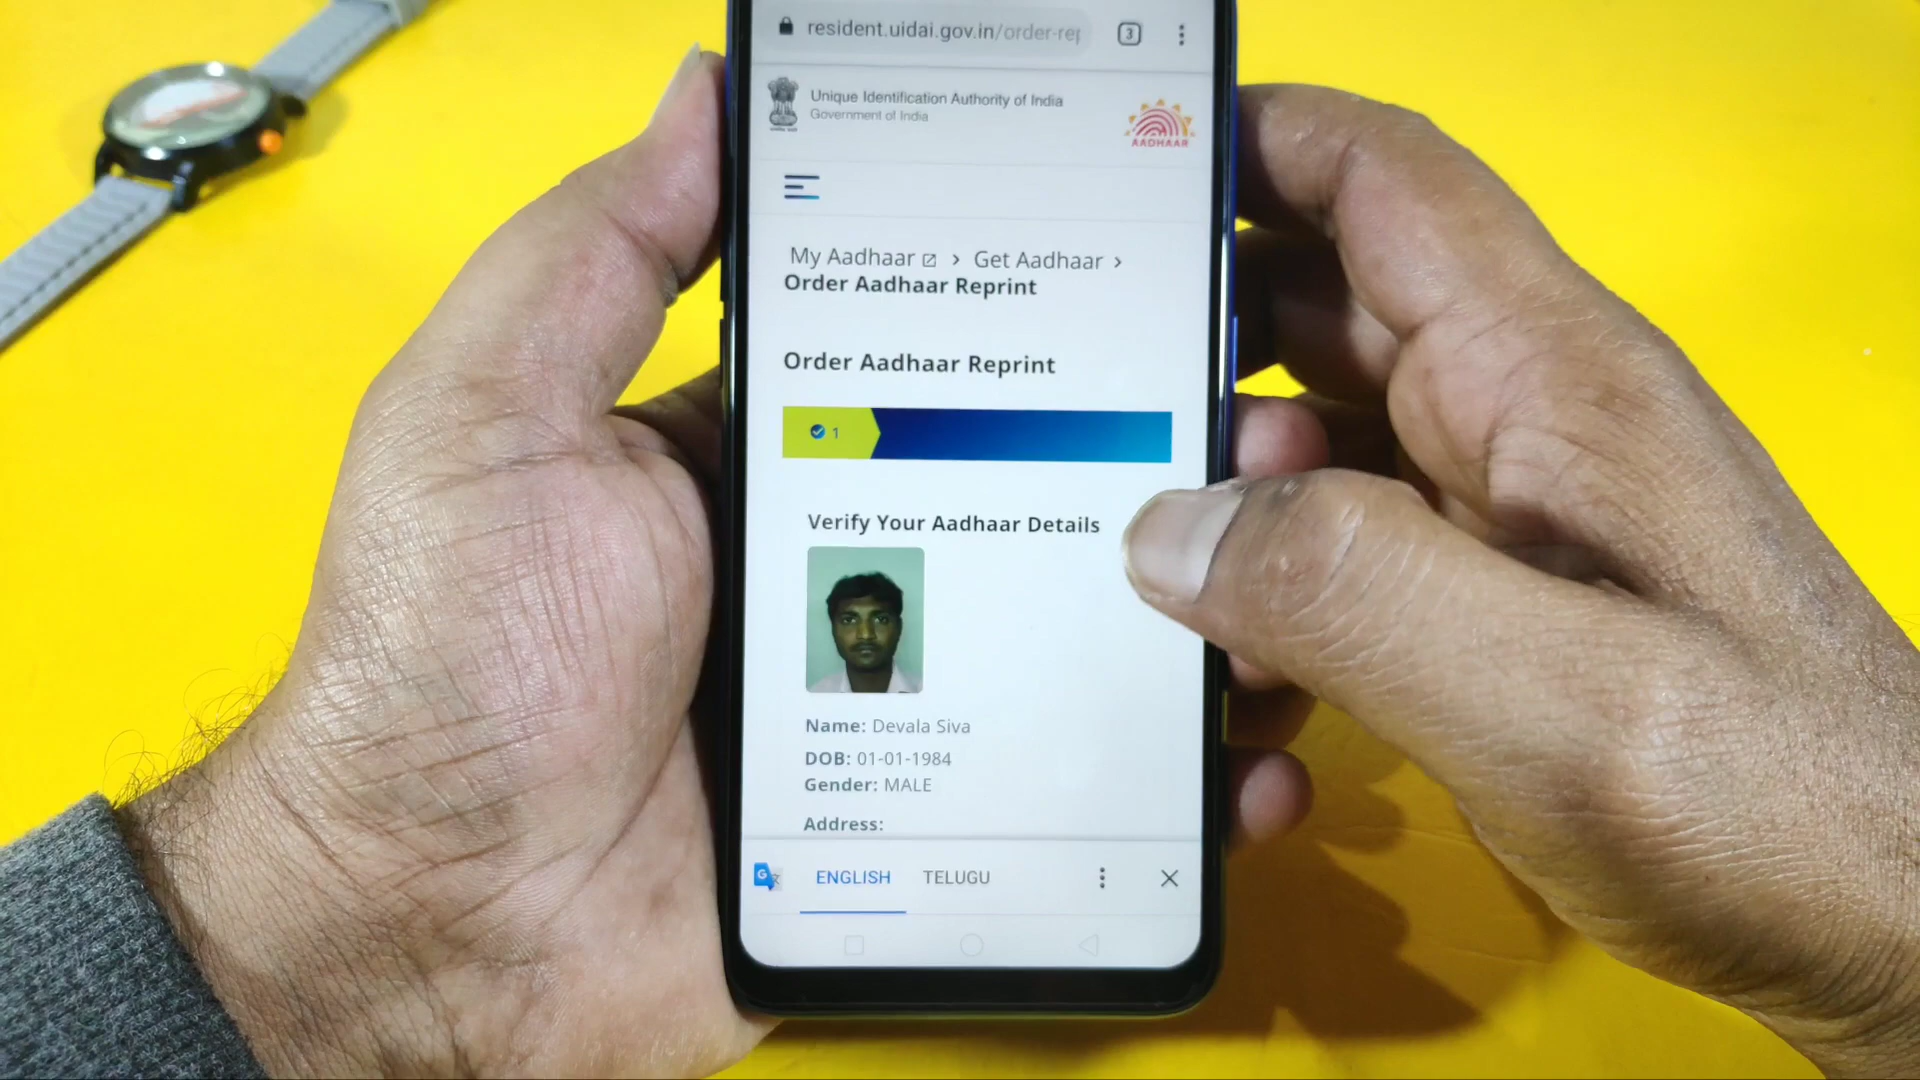 resident.uidai.gov.in/order-rep
3
Unique Identification Authority of India
Government of India
AADHAAR
My Aadhaar > Get Aadhaar >
Order Aadhaar Reprint
Order Aadhaar Reprint
1
Verify Your Aadhaar Details
Name: Devala Siva
DOB: 01-01-1984
Gender: MALE
Address:
G ENGLISH TELUGU